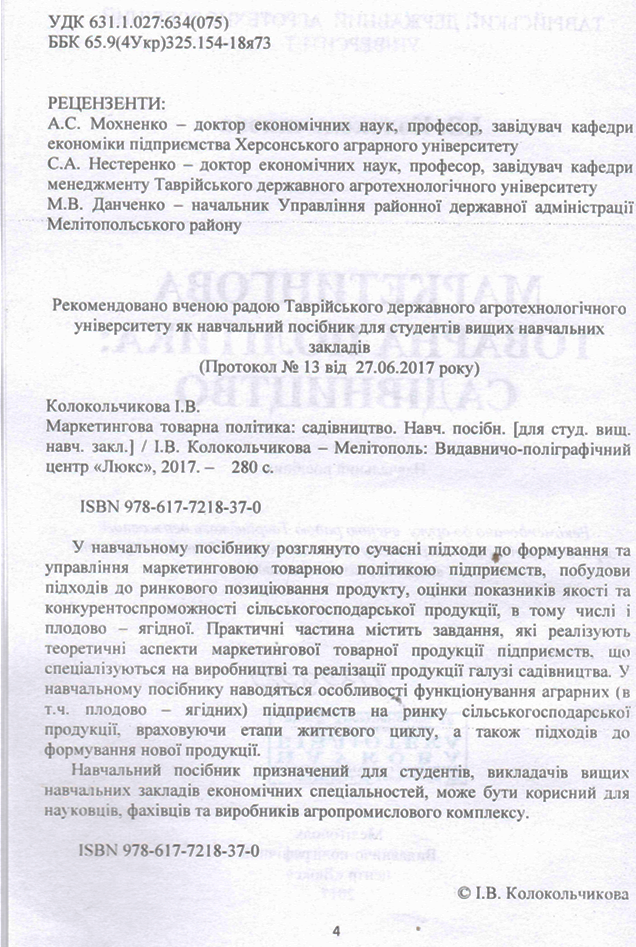 УДК 631.1.027:634(075)
ББК 65.9(4Укр)325.154-18я73
РЕЦЕНЗЕНТИ:
А.С. Мохненко – доктор економічних наук, професор, завідувач кафедри
економіки підприємства Херсонського аграрного університету
С.А. Нестеренко – доктор економічних наук, професор, завідувач кафедри
менеджменту Таврійського державного агротехнологічного університету
М.В. Данченко – начальник Управління районної державної адміністрації
Мелітопольського району
Рекомендовано вченою радою Таврійського державного агротехнологічного
університету як навчальний посібник для студентів вищих навчальних
закладів
(Протокол № 13 від 27.06.2017 року)
Колокольчикова І.В.
Маркетингова товарна політика: садівництво. Навч. посібн. [для студ. вищ.
навч. закл.] / І.В. Колокольчикова – Мелітополь: Видавничо-поліграфічний
центр «Люкс», 2017. – 280 с.
ISBN 978-617-7218-37-0
У навчальному посібнику розглянуто сучасні підходи до формування та
управління маркетинговою товарною політикою підприємств, побудови
підходів до ринкового позиціювання продукту, оцінки показників якості та
конкурентоспроможності сільськогосподарської продукції, в тому числі і
плодово – ягідної. Практичні частина містить завдання, які реалізують
теоретичні аспекти маркетингової товарної продукції підприємств, що
спеціалізуються на виробництві та реалізації продукції галузі садівництва. У
навчальному посібнику наводяться особливості функціонування аграрних (в
т.ч. плодово – ягідних) підприємств на ринку сільськогосподарської
продукції, враховуючи етапи життєвого циклу, а також підходів до
формування нової продукції.
Навчальний посібник призначений для студентів, викладачів вищих
навчальних закладів економічних спеціальностей, може бути корисний для
науковців, фахівців та виробників агропромислового комплексу.
ISBN 978-617-7218-37-0
© І.В. Колокольчикова
4